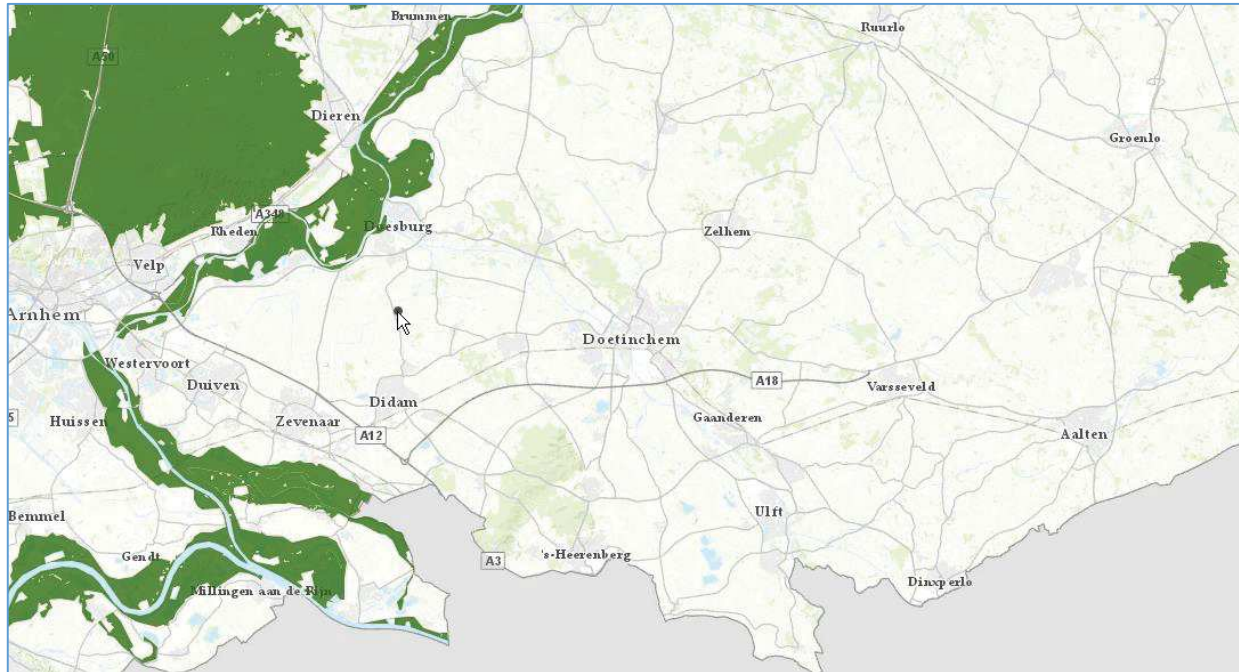 Brummen
Ruurlo
A50
Dieren
Groenlo
A348
Rheden
Doesburg
Zelhem
Velp
Arnhem
Doetinchem
Westervoort
Duiven
A18
Varsseveld
Didam
Huissen
Zevenaar
Gaanderen
5
A12
Aalten
Bemmel
Ulft
Gendt
's-Heerenberg
A3
Dinxperlo
Millingen aan de Rijn